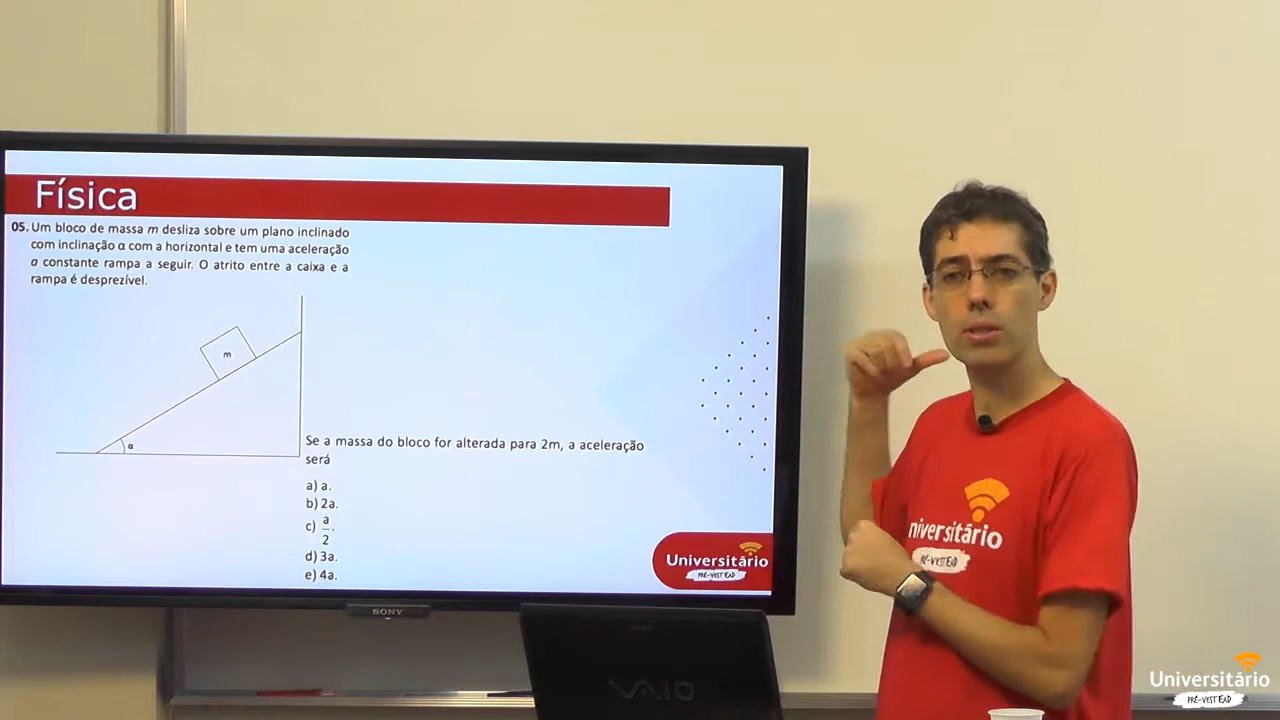 Física
05. Um bloco de massa m desliza sobre um plano inclinado
com inclinação α com a horizontal e tem uma aceleração
a constante rampa a seguir. O atrito entre a caixa e a
rampa é desprezível.
m
α
Se a massa do bloco for alterada para 2m, a aceleração
será
a) a.
b) 2a.
c) a/2.
d) 3a.
e) 4a.
Universitário
PRÉ-VEST EAD
SONY
VAIO
niversitário
PRÉ-VEST EAD
Universitário
PRÉ-VEST EAD